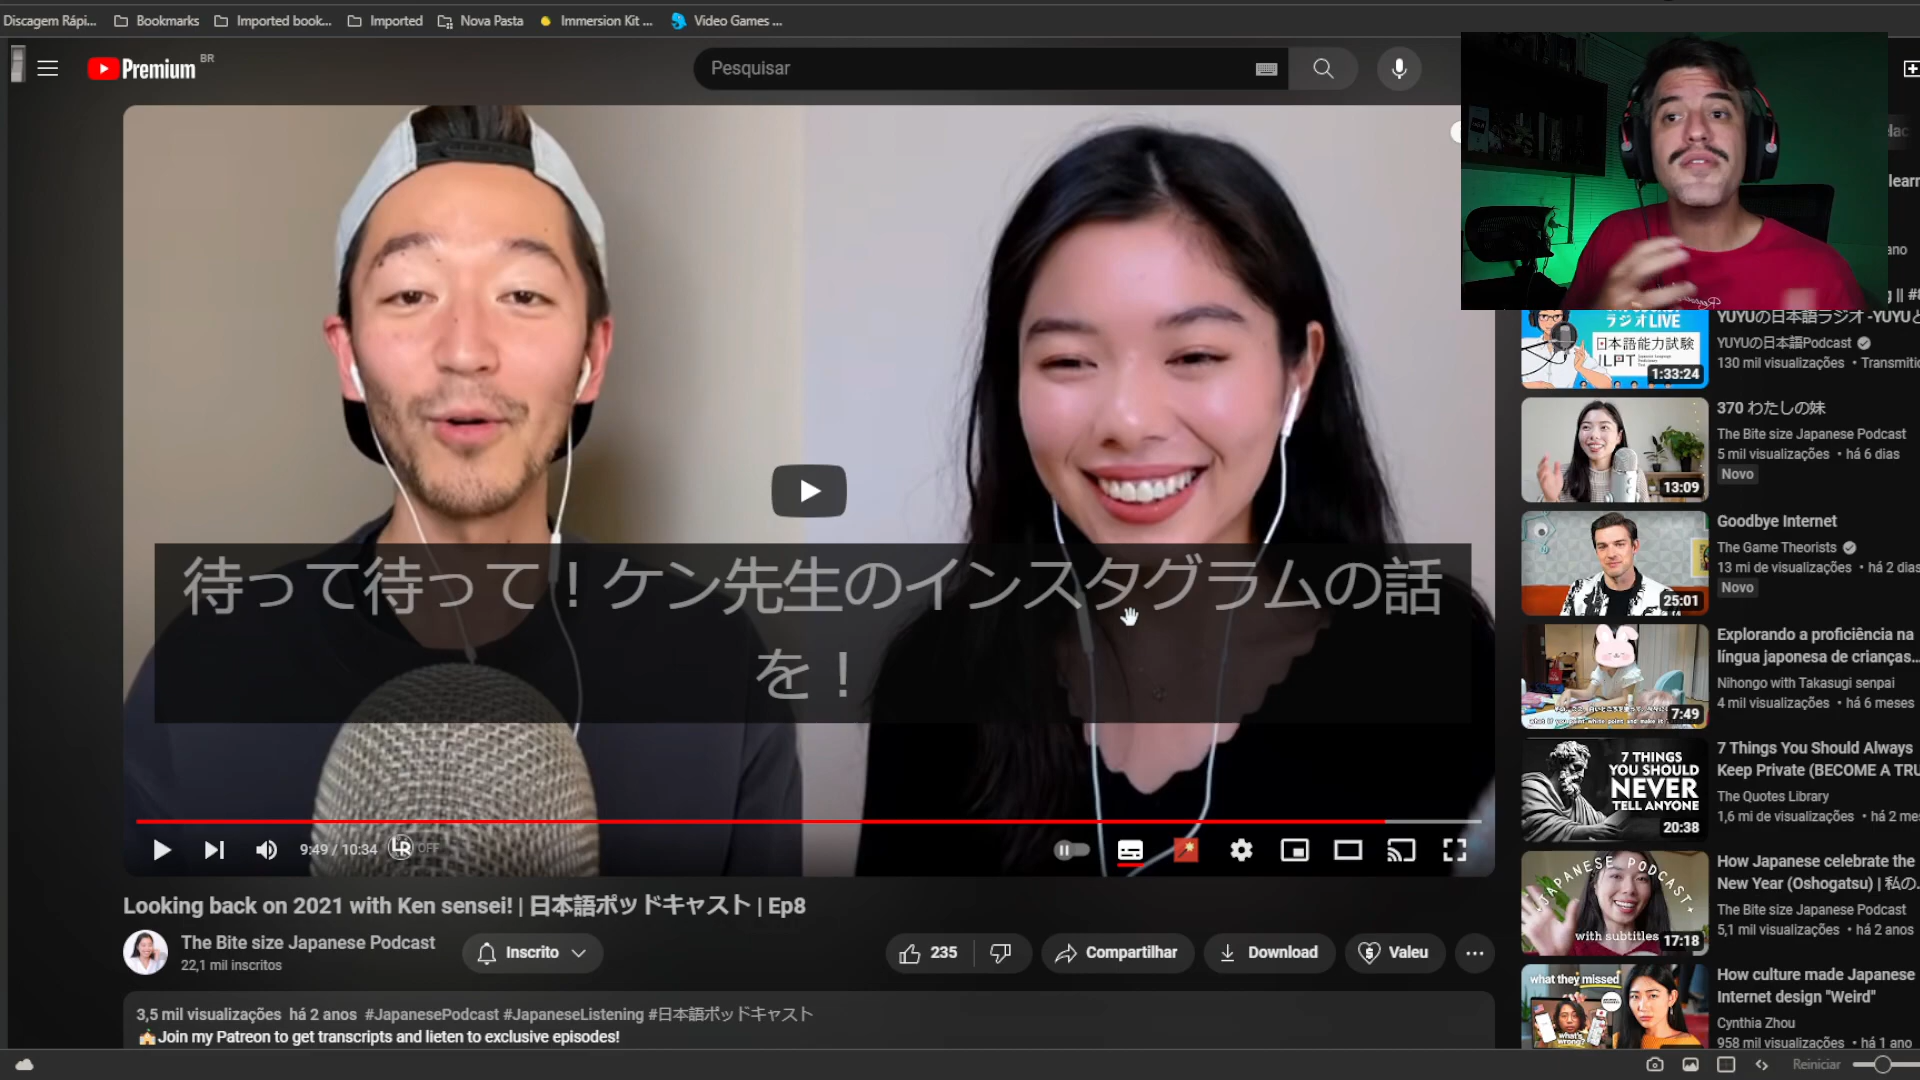 Discagem Rápi...
Bookmarks
Imported book...
Imported
Nova Pasta
Immersion Kit ...
Video Games ...
Premium BR
Pesquisar
待って待って！ケン先生のインスタグラムの話
を！
9:49 / 10:34
OFF
Looking back on 2021 with Ken sensei! | 日本語ポッドキャスト | Ep8
The Bite size Japanese Podcast
22,1 mil inscritos
Inscrito
235
Compartilhar
Download
Valeu
3,5 mil visualizações há 2 anos #JapanesePodcast #JapaneseListening #日本語ポッドキャスト
Join my Patreon to get transcripts and lieten to exclusive episodes!
ラジオLIVE
日本語能力試験
1:33:24
YUYUの日本語ラジオ -YUYUと
YUYUの日本語Podcast
130 mil visualizações • Transmitic
13:09
370 わたしの妹
The Bite size Japanese Podcast
5 mil visualizações • há 6 dias
Novo
25:01
Goodbye Internet
The Game Theorists
13 mi de visualizações • há 2 dias
Novo
7:49
Explorando a proficiência na
língua japonesa de crianças...
Nihongo with Takasugi senpai
4 mil visualizações • há 6 meses
7 THINGS
YOU SHOULD
NEVER
TELL ANYONE
20:38
7 Things You Should Always
Keep Private (BECOME A TRU
The Quotes Library
1,6 mi de visualizações • há 2 mes
JAPANESE PODCAST
with subtitles
17:18
How Japanese celebrate the
New Year (Oshogatsu) | 私の...
The Bite size Japanese Podcast
5,1 mil visualizações • há 2 anos
what they missed
what's wrong?
How culture made Japanese
Internet design "Weird"
Cynthia Zhou
958 mil visualizações • há 1 ano
Reiniciar